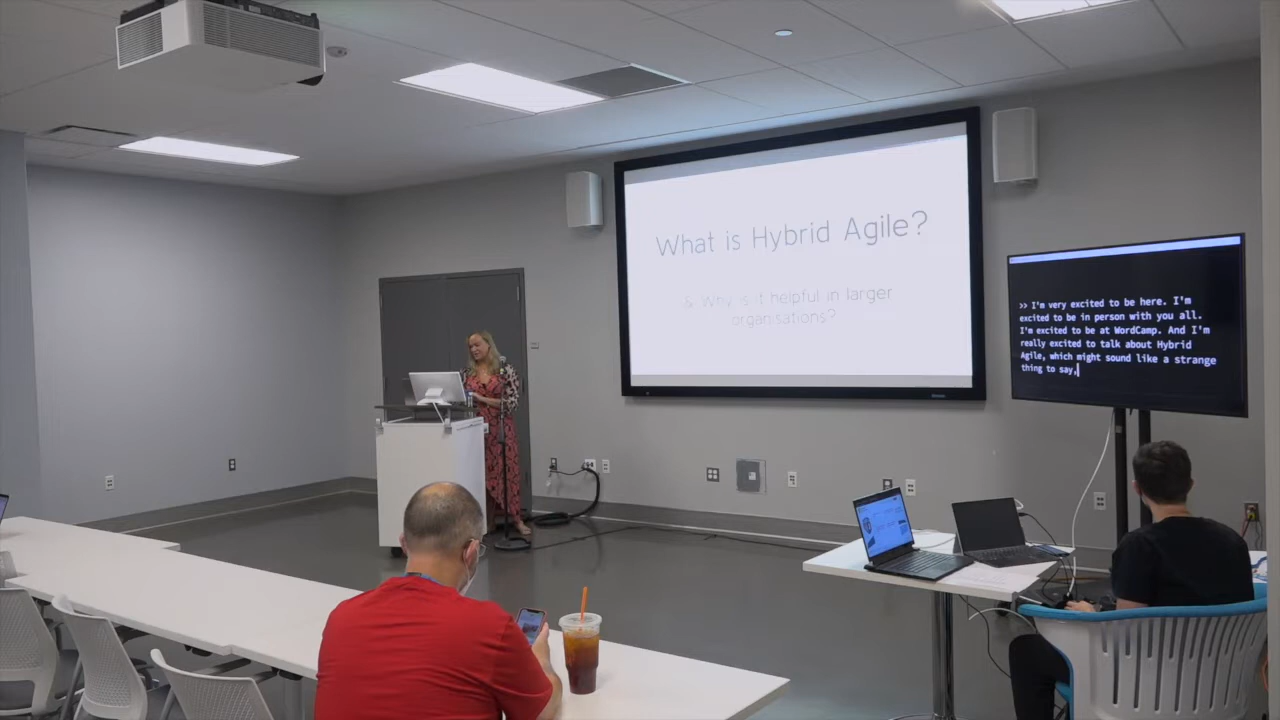 What is Hybrid Agile?
& Why is it helpful in larger
organisations?
>> I'm very excited to be here. I'm
excited to be in person with you all.
I'm excited to be at WordCamp. And I'm
really excited to talk about Hybrid
Agile, which might sound like a strange
thing to say,